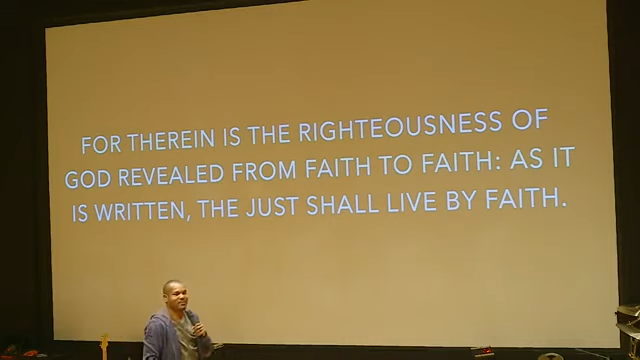 FOR THEREIN IS THE RIGHTEOUSNESS OF
GOD REVEALED FROM FAITH TO FAITH: AS IT
IS WRITTEN, THE JUST SHALL LIVE BY FAITH.